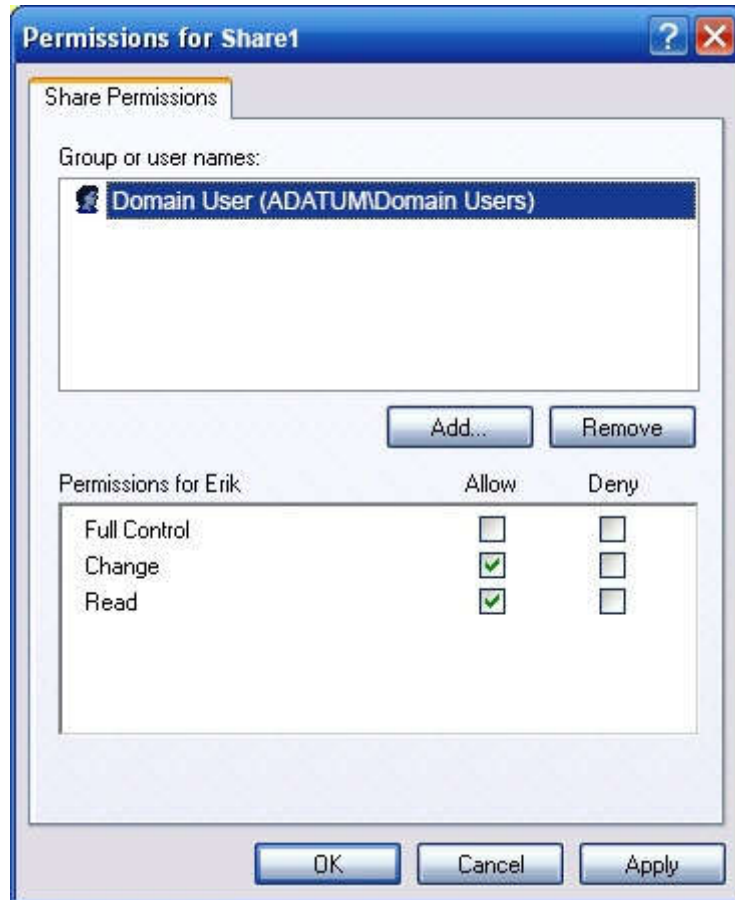 Permissions for Share1
Share Permissions
Group or user names:
Domain User (ADATUM\Domain Users)
Add... Remove
Permissions for Erik Allow Deny
Full Control
Change
Read
OK Cancel Apply